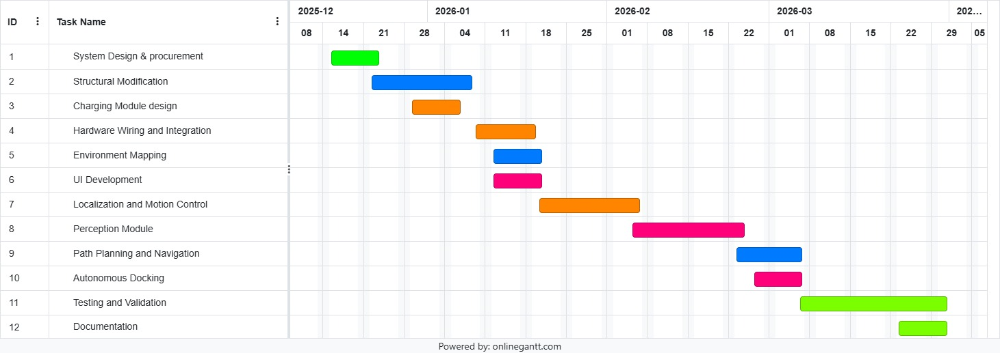 ID Task Name 2025-12 2026-01 2026-02 2026-03 202...
08 14 21 28 04 11 18 25 01 08 15 22 01 08 15 22 29 05
1 System Design & procurement
2 Structural Modification
3 Charging Module design
4 Hardware Wiring and Integration
5 Environment Mapping
6 UI Development
7 Localization and Motion Control
8 Perception Module
9 Path Planning and Navigation
10 Autonomous Docking
11 Testing and Validation
12 Documentation
Powered by: onlinegantt.com